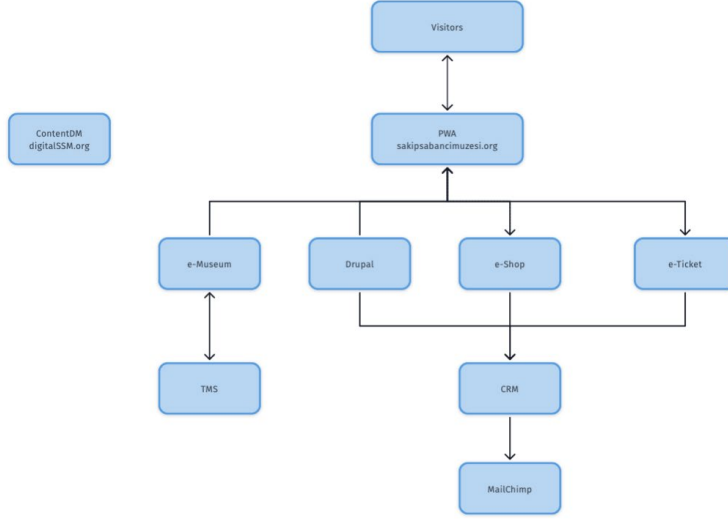 Visitors
ContentDM
digitalSSM.org
PWA
sakipsabancimuzesi.org
e-Museum
Drupal
e-Shop
e-Ticket
TMS
CRM
MailChimp